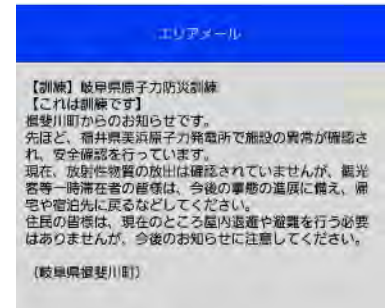 エリアメール
【訓練】岐阜県原子力防災訓練
【これは訓練です】
揖斐川町からのお知らせです。
先ほど、福井県美浜原子力発電所で施設の異常が確認さ
れ、安全確認を行っています。
現在、放射性物質の放出は確認されていませんが、観光
客等一時滞在者の皆様は、今後の事態の進展に備え、帰
宅や宿泊先に戻るなどしてください。
住民の皆様は、現在のところ屋内退避や避難を行う必要
はありませんが、今後のお知らせに注意してください。
(岐阜県揖斐川町)